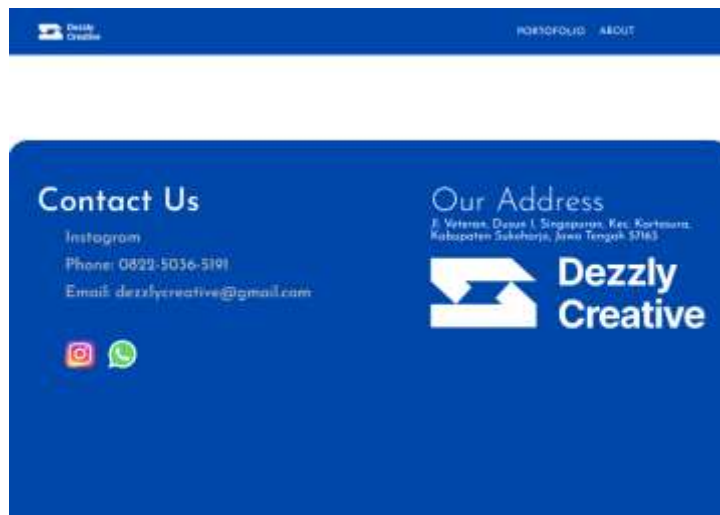 Dezzly
Creative
PORTOFOLIO ABOUT
Contact Us
Instagram
Phone: 0822-5036-5191
Email: dezzlycreative@gmail.com
Our Address
Jl. Veteran, Dusun I, Singopuran, Kec. Kartasura,
Kabupaten Sukoharjo, Jawa Tengah 57163
Dezzly
Creative